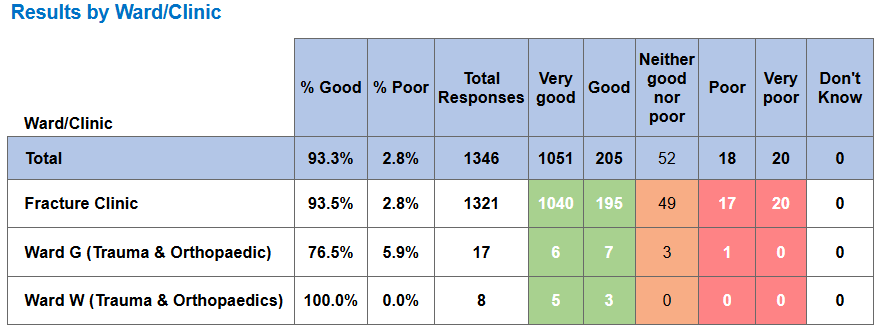 Results by Ward/Clinic
Ward/Clinic % Good % Poor Total Responses Very good Good Neither good nor poor Poor Very poor Don't Know
Total 93.3% 2.8% 1346 1051 205 52 18 20 0
Fracture Clinic 93.5% 2.8% 1321 1040 195 49 17 20 0
Ward G (Trauma & Orthopaedic) 76.5% 5.9% 17 6 7 3 1 0 0
Ward W (Trauma & Orthopaedics) 100.0% 0.0% 8 5 3 0 0 0 0